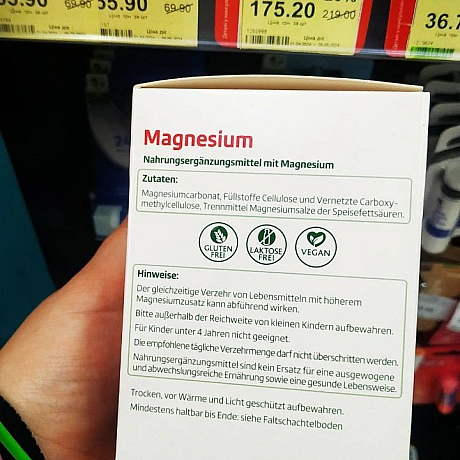 69.90
55.90
69.90
175.20
219.00
36.7
Magnesium
Nahrungsergänzungsmittel mit Magnesium
Zutaten:
Magnesiumcarbonat, Füllstoffe Cellulose und Vernetzte Carboxy-
methylcellulose, Trennmittel Magnesiumsalze der Speisefettsäuren.
GLUTEN
FREI
LAKTOSE
FREI
VEGAN
Hinweise:
Der gleichzeitige Verzehr von Lebensmitteln mit höherem
Magnesiumzusatz kann abführend wirken.
Bitte außerhalb der Reichweite von kleinen Kindern aufbewahren.
Für Kinder unter 4 Jahren nicht geeignet.
Die empfohlene tägliche Verzehrmenge darf nicht überschritten werden.
Nahrungsergänzungsmittel sind kein Ersatz für eine ausgewogene
und abwechslungsreiche Ernährung sowie eine gesunde Lebensweise.
Trocken, vor Wärme und Licht geschützt aufbewahren.
Mindestens haltbar bis Ende: siehe Faltschachtelboden